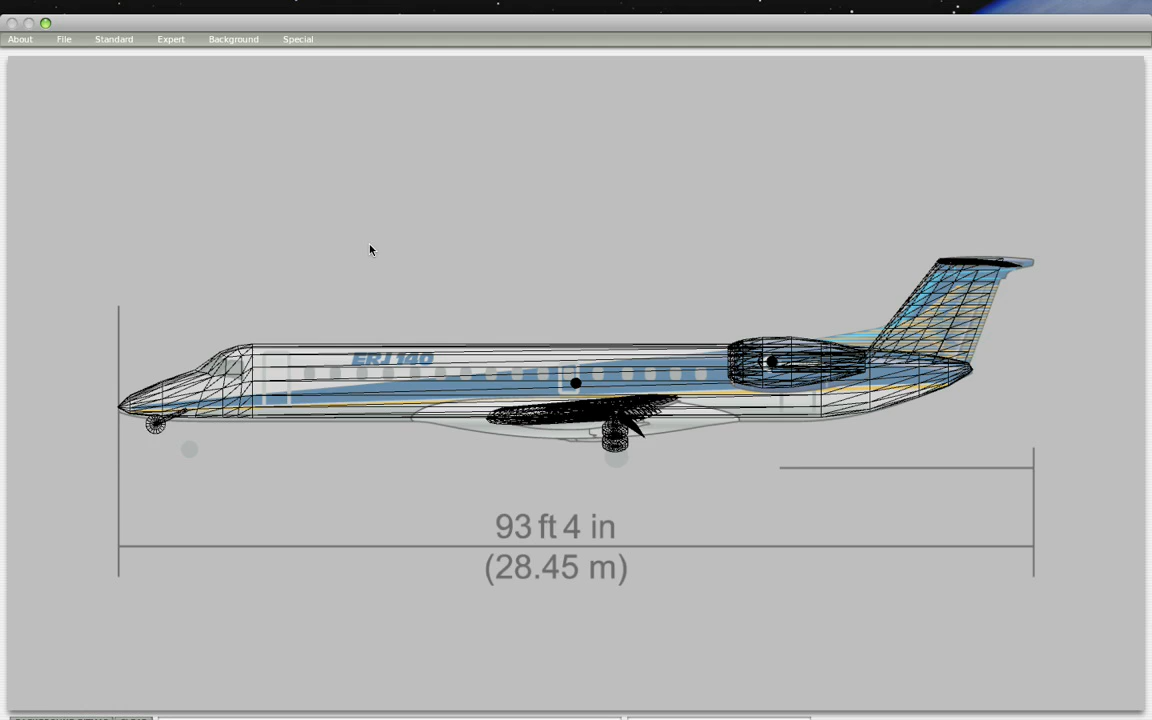 About File Standard Expert Background Special
ERJ 140
93 ft 4 in
(28.45 m)